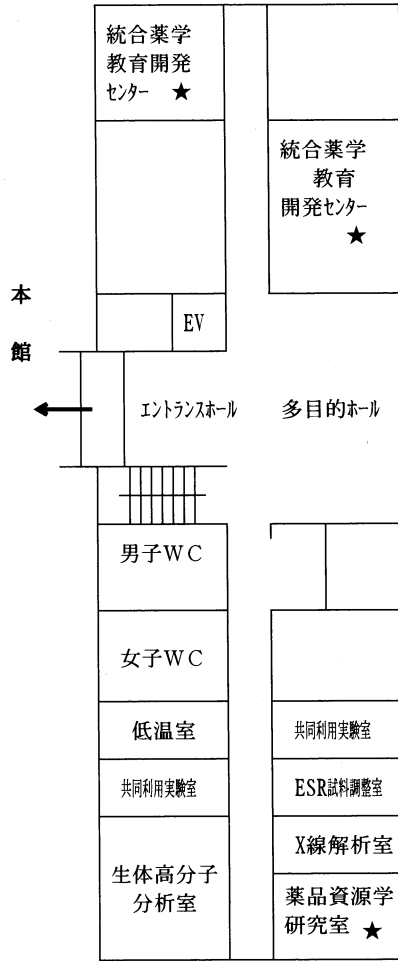 統合薬学
教育開発
センター ★
統合薬学
教育
開発センター
★
本
館
EV
エントランスホール
多目的ホール
男子WC
女子WC
低温室
共同利用実験室
共同利用実験室
ESR試料調整室
X線解析室
生体高分子
分析室
薬品資源学
研究室 ★